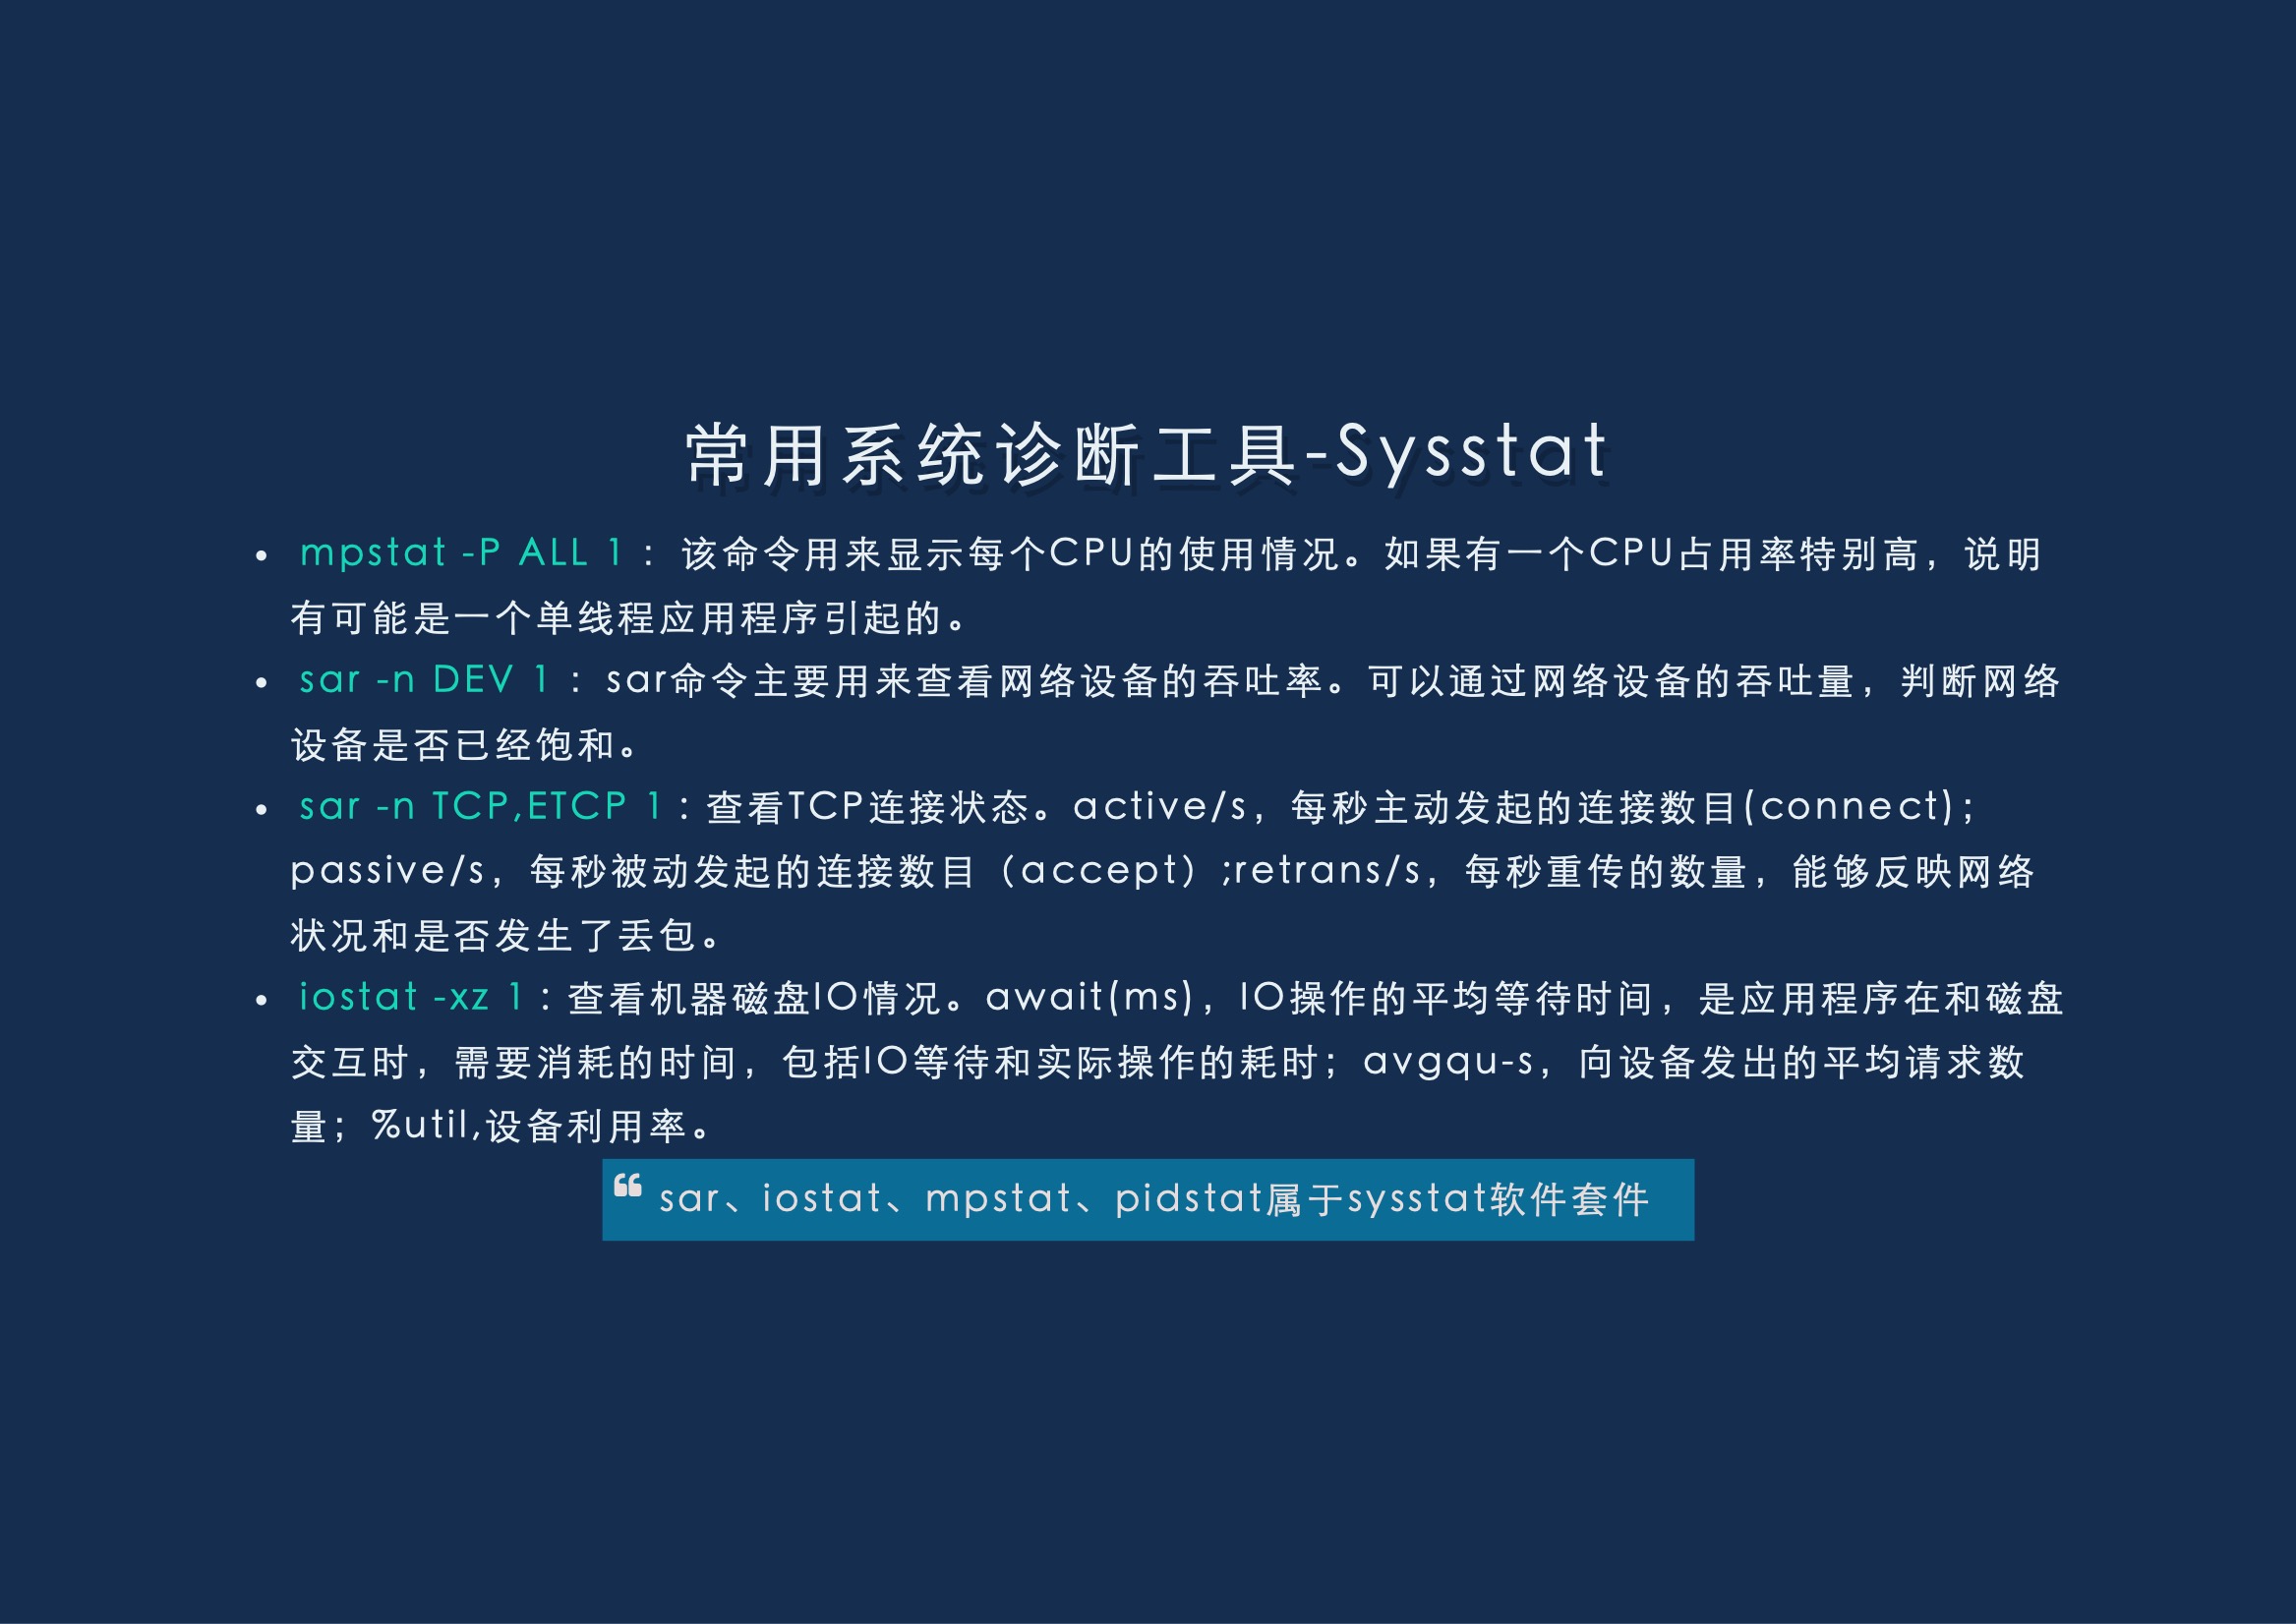 常用系统诊断工具-Sysstat
• mpstat -P ALL 1 ：该命令用来显示每个CPU的使用情况。如果有一个CPU占用率特别高，说明
有可能是一个单线程应用程序引起的。
• sar -n DEV 1 ：sar命令主要用来查看网络设备的吞吐率。可以通过网络设备的吞吐量，判断网络
设备是否已经饱和。
• sar -n TCP,ETCP 1 : 查看TCP连接状态。active/s，每秒主动发起的连接数目(connect)；
passive/s，每秒被动发起的连接数目（accept）;retrans/s，每秒重传的数量，能够反映网络
状况和是否发生了丢包。
• iostat -xz 1 : 查看机器磁盘IO情况。await(ms)，IO操作的平均等待时间，是应用程序在和磁盘
交互时，需要消耗的时间，包括IO等待和实际操作的耗时；avgqu-s，向设备发出的平均请求数
量；%util,设备利用率。
“ sar、iostat、mpstat、pidstat属于sysstat软件套件